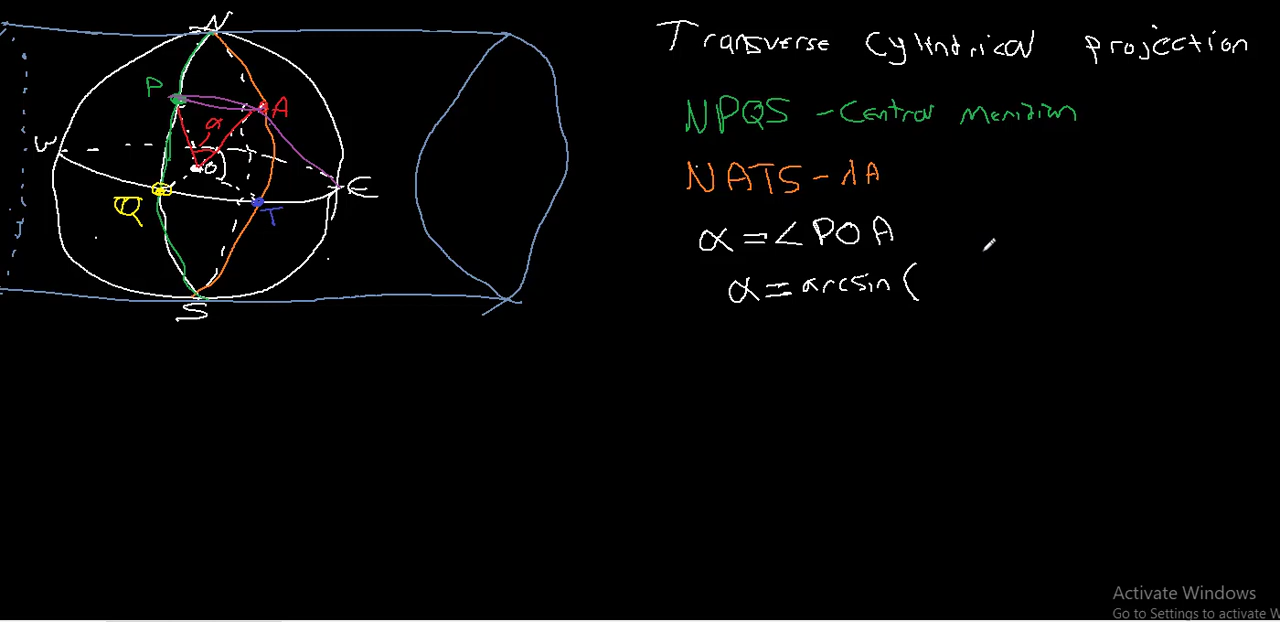 N
Transverse Cylindrical projection
P
A
α
NPQS - Central Meridian
W
O
E
NATS - λA
Q
T
α = ∠ POA
α = arcsin (
S
Activate Windows
Go to Settings to activate W